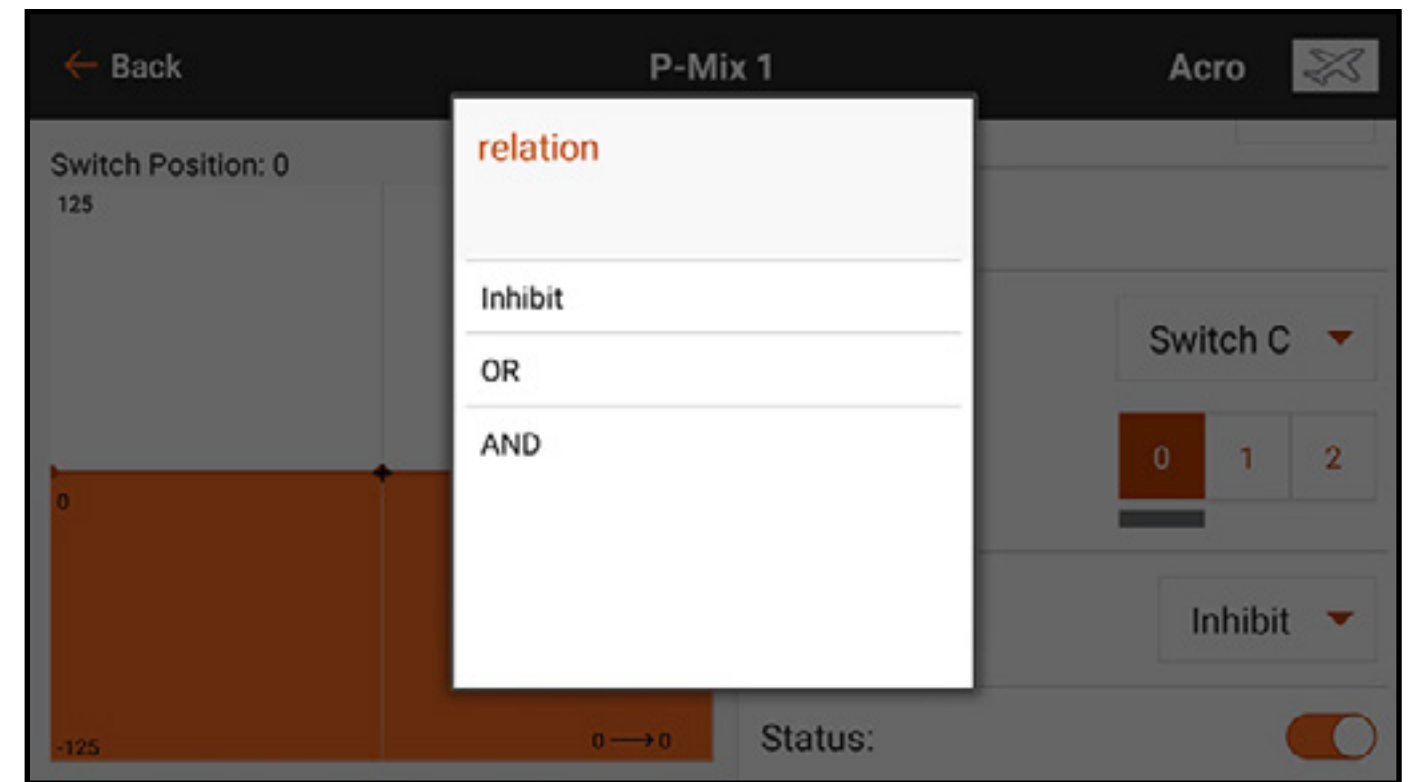 Back
P-Mix 1
Acro
Switch Position: 0
125
0
-125
0→0
relation
Inhibit
OR
AND
Switch C
0 1 2
Inhibit
Status: